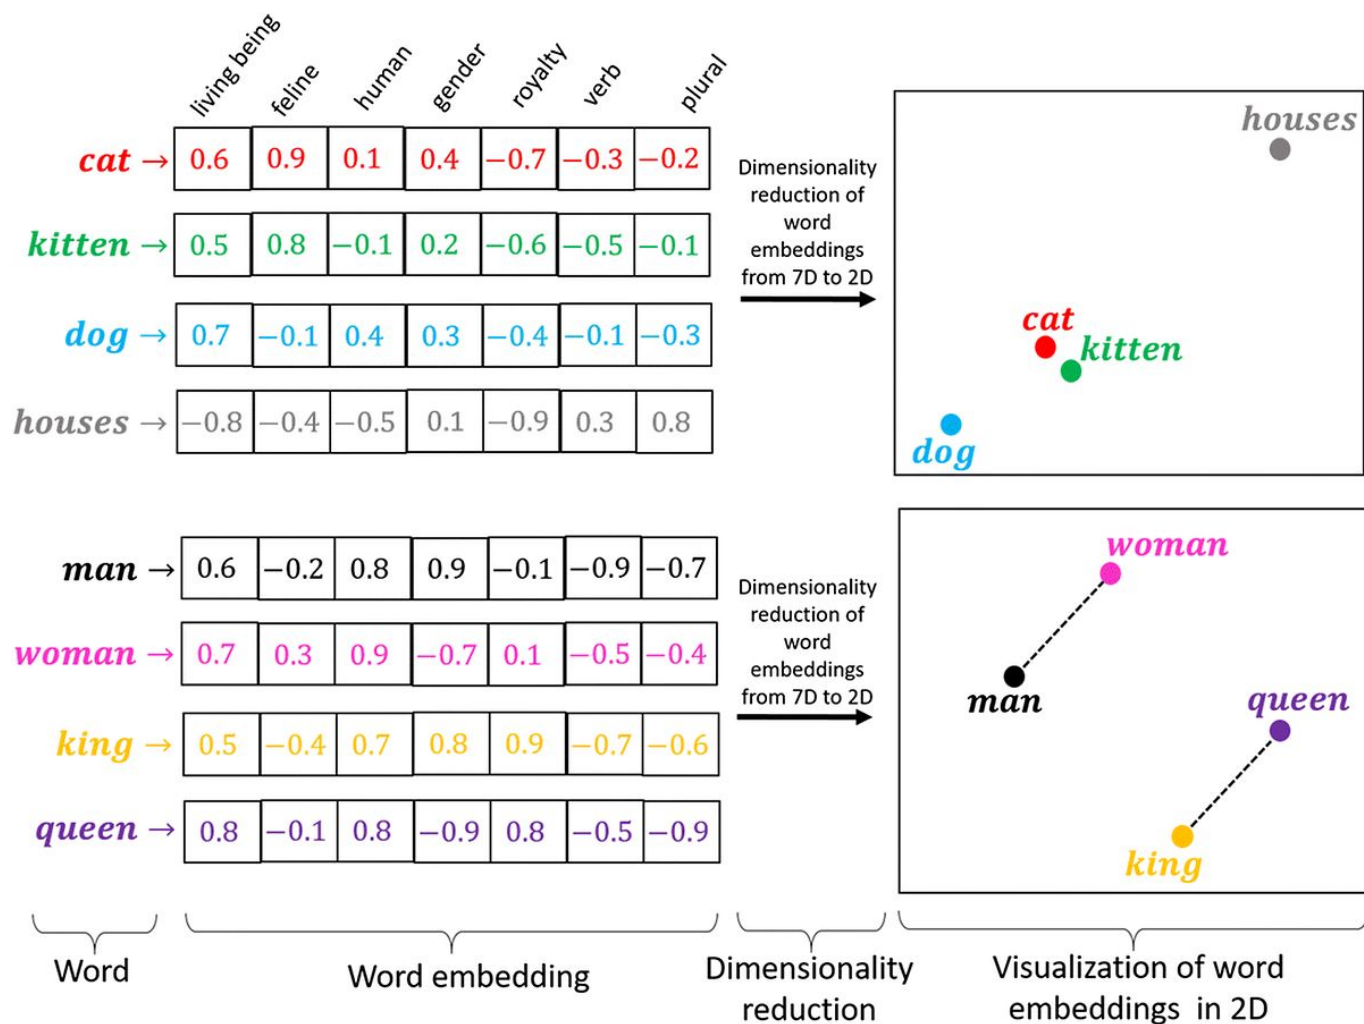 living being feline human gender royalty verb plural
cat → 0.6 0.9 0.1 0.4 −0.7 −0.3 −0.2
kitten → 0.5 0.8 −0.1 0.2 −0.6 −0.5 −0.1
dog → 0.7 −0.1 0.4 0.3 −0.4 −0.1 −0.3
houses → −0.8 −0.4 −0.5 0.1 −0.9 0.3 0.8
Dimensionality
reduction of
word
embeddings
from 7D to 2D
houses
cat
kitten
dog
man → 0.6 −0.2 0.8 0.9 −0.1 −0.9 −0.7
woman → 0.7 0.3 0.9 −0.7 0.1 −0.5 −0.4
king → 0.5 −0.4 0.7 0.8 0.9 −0.7 −0.6
queen → 0.8 −0.1 0.8 −0.9 0.8 −0.5 −0.9
Dimensionality
reduction of
word
embeddings
from 7D to 2D
woman
man
queen
king
Word
Word embedding
Dimensionality
reduction
Visualization of word
embeddings in 2D